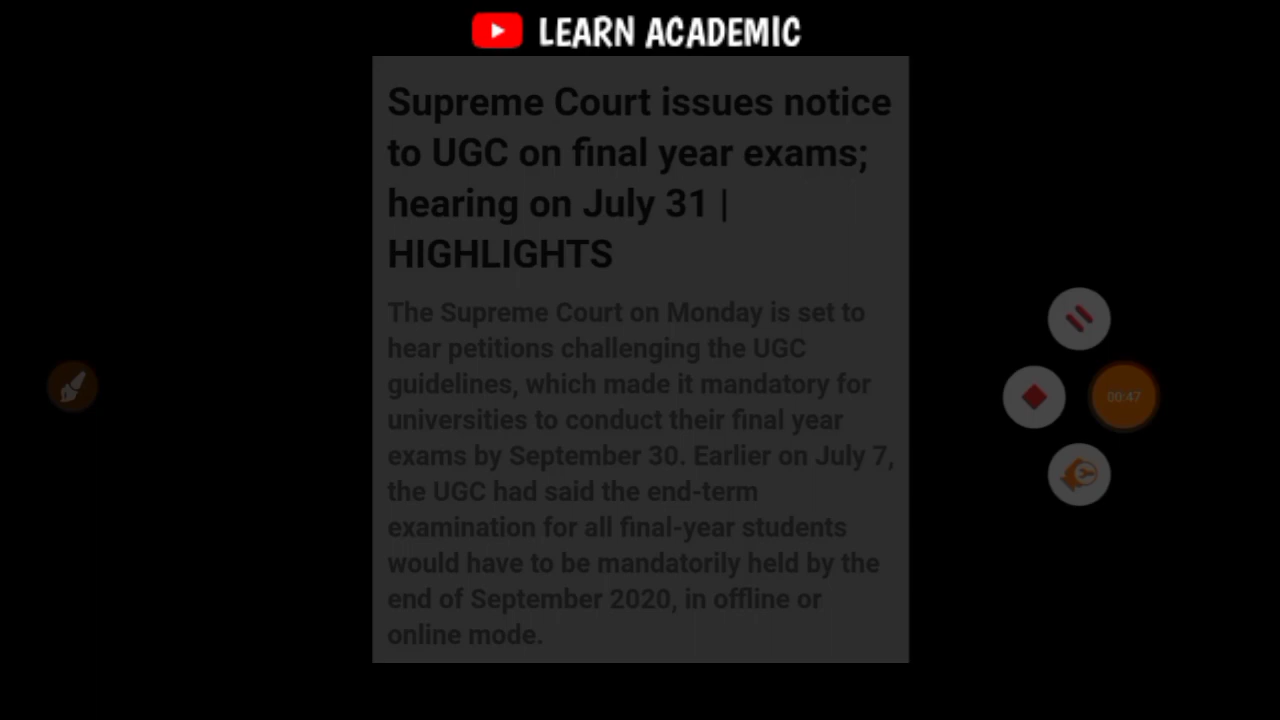 LEARN ACADEMIC
Supreme Court issues notice
to UGC on final year exams;
hearing on July 31 |
HIGHLIGHTS
The Supreme Court on Monday is set to
hear petitions challenging the UGC
guidelines, which made it mandatory for
universities to conduct their final year
exams by September 30. Earlier on July 7,
the UGC had said the end-term
examination for all final-year students
would have to be mandatorily held by the
end of September 2020, in offline or
online mode.
00:47